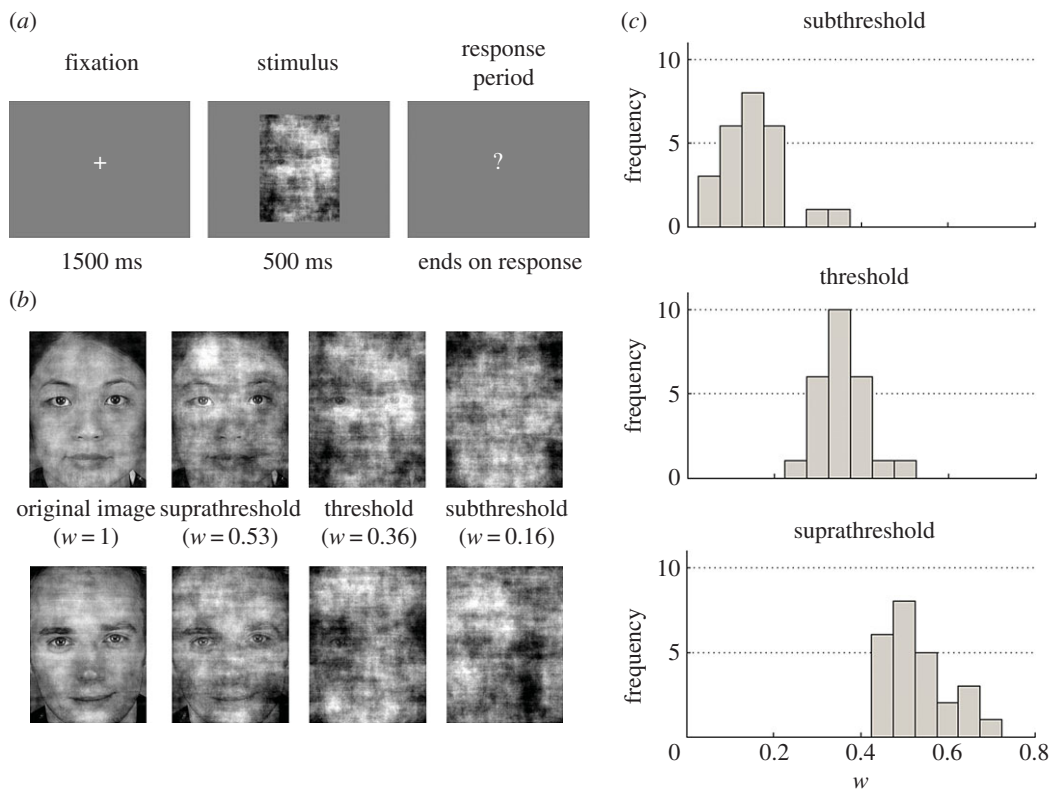 (a)
fixation
stimulus
response
period
+
?
1500 ms
500 ms
ends on response
(b)
original image
(w = 1)
suprathreshold
(w = 0.53)
threshold
(w = 0.36)
subthreshold
(w = 0.16)
(c)
subthreshold
frequency
10
5
0
threshold
frequency
10
5
0
suprathreshold
frequency
10
5
0
0.2
0.4
0.6
0.8
w